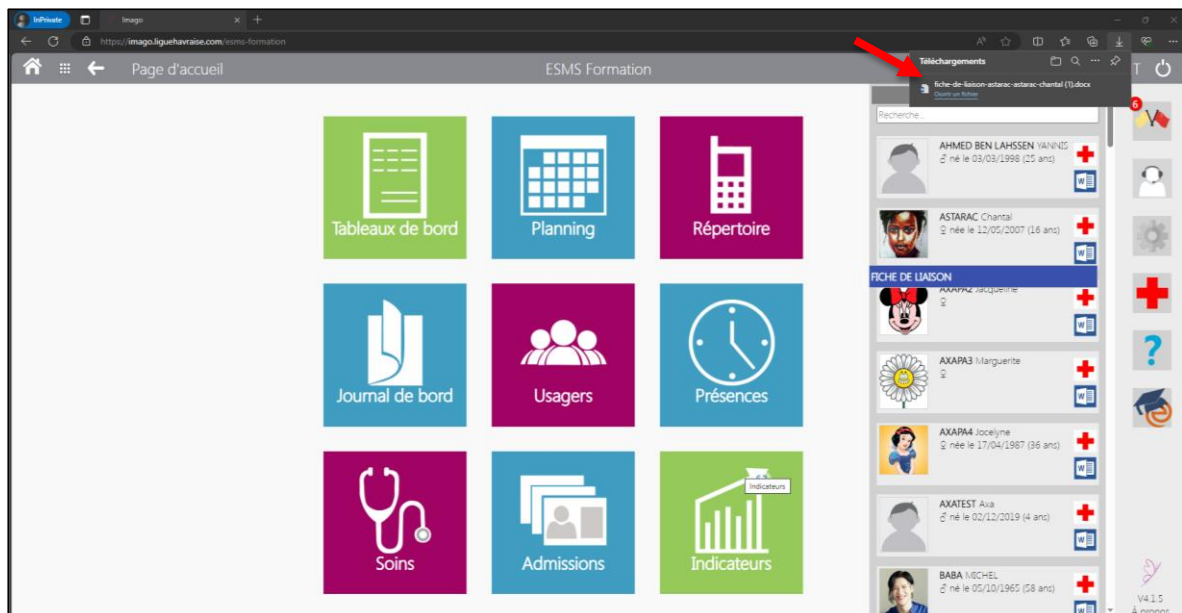 InPrivate
Imago
https://imago.liguehavraise.com/esms-formation
Téléchargements
fiche-de-liaison-astarac-astarac-chantal (1).docx
Ouvrir un fichier
Page d'accueil
ESMS Formation
T
Recherche...
6
AHMED BEN LAHSSEN YANNIS
♂ né le 03/03/1998 (25 ans)
ASTARAC Chantal
♀ née le 12/05/2007 (16 ans)
FICHE DE LIAISON
AXAPA2 Jacqueline
♀
AXAPA3 Marguerite
♀
AXAPA4 Jocelyne
♀ née le 17/04/1987 (36 ans)
AXATEST Axa
♂ né le 02/12/2019 (4 ans)
BABA MICHEL
♂ né le 05/10/1965 (58 ans)
Tableaux de bord
Planning
Répertoire
Journal de bord
Usagers
Présences
Soins
Admissions
Indicateurs
Indicateurs
V4.1.5
À propos